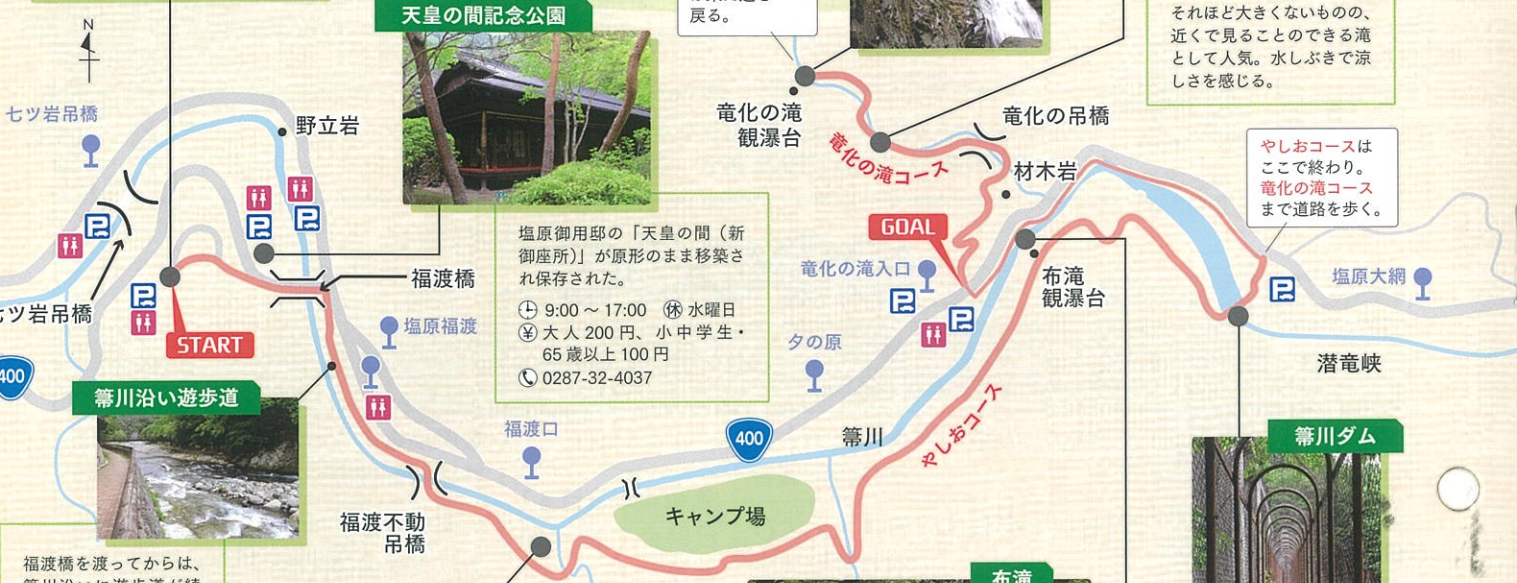 天皇の間記念公園
戻る。
それほど大きくないものの、
近くで見ることのできる滝
として人気。水しぶきで涼
しさを感じる。
N
七ツ岩吊橋
野立岩
竜化の滝
観瀑台
竜化の吊橋
竜化の滝コース
材木岩
やしおコースは
ここで終わり。
竜化の滝コース
まで道路を歩く。
P
P
P
塩原御用邸の「天皇の間（新
御座所）」が原形のまま移築さ
れ保存された。
9:00～17:00 休 水曜日
¥ 大人200円、小中学生・
65歳以上100円
0287-32-4037
GOAL
竜化の滝入口
布滝
観瀑台
塩原大網
P
P
P
P
福渡橋
七ツ岩吊橋
START
塩原福渡
夕の原
潜竜峡
400
箒川沿い遊歩道
福渡口
400
箒川
やしおコース
箒川ダム
キャンプ場
福渡不動
吊橋
福渡橋を渡ってからは、
布滝